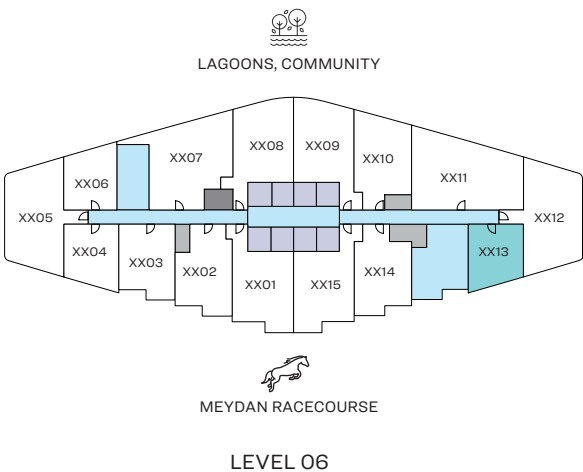 LAGOONS, COMMUNITY
XX08
XX09
XX07
XX10
XX06
XX11
XX05
XX12
XX04
XX03
XX02
XX01
XX15
XX14
XX13
MEYDAN RACECOURSE
LEVEL 06